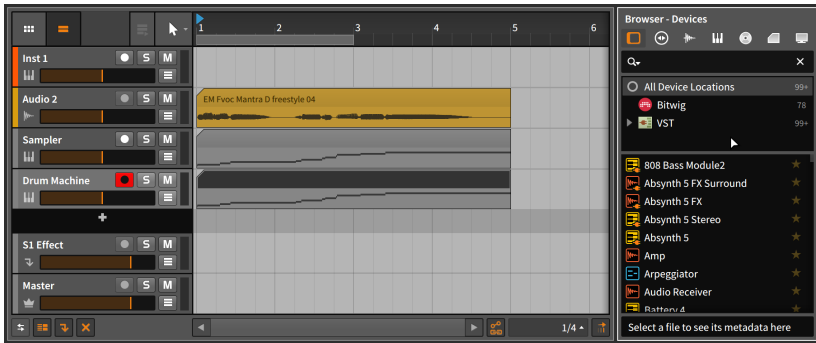 Browser - Devices
1 2 3 4 5 6
Inst 1 S M
All Device Locations 99+
Audio 2 S M
EM Fvoc Mantra D freestyle 04
Bitwig 78
VST 99+
Sampler S M
808 Bass Module2
Drum Machine S M
Absynth 5 FX Surround
Absynth 5 FX
Absynth 5 Stereo
Absynth 5
S1 Effect S M
Amp
Arpeggiator
Master S M
Audio Receiver
Battery 4
1/4
Select a file to see its metadata here